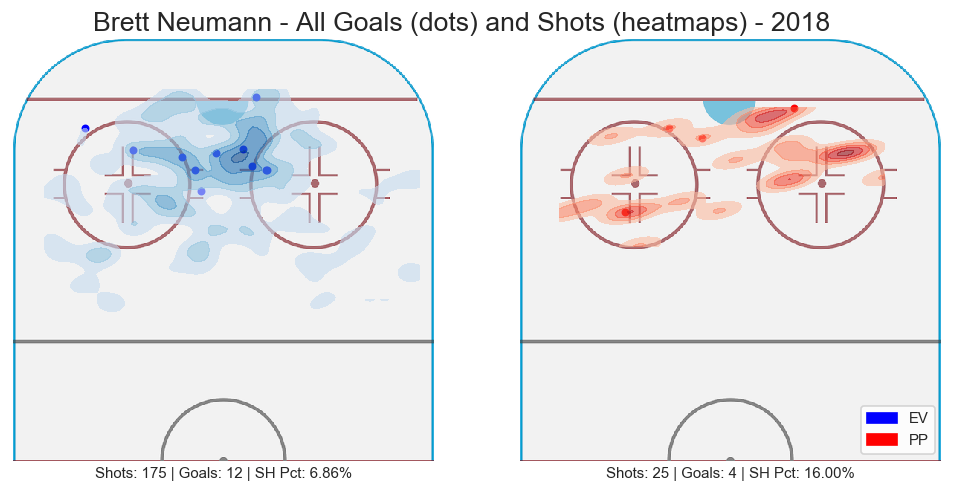 Brett Neumann - All Goals (dots) and Shots (heatmaps) - 2018
EV
PP
Shots: 175 | Goals: 12 | SH Pct: 6.86%
Shots: 25 | Goals: 4 | SH Pct: 16.00%